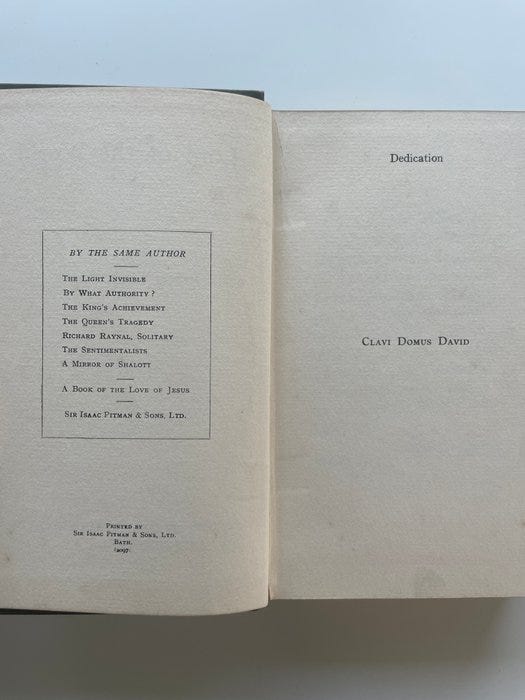 BY THE SAME AUTHOR
THE LIGHT INVISIBLE
BY WHAT AUTHORITY?
THE KING'S ACHIEVEMENT
THE QUEEN'S TRAGEDY
RICHARD RAYNAL, SOLITARY
THE SENTIMENTALISTS
A MIRROR OF SHALOTT
A BOOK OF THE LOVE OF JESUS
SIR ISAAC PITMAN & SONS, LTD.
PRINTED BY
SIR ISAAC PITMAN & SONS, LTD.
BATH.
(2097)
Dedication
CLAVI DOMUS DAVID